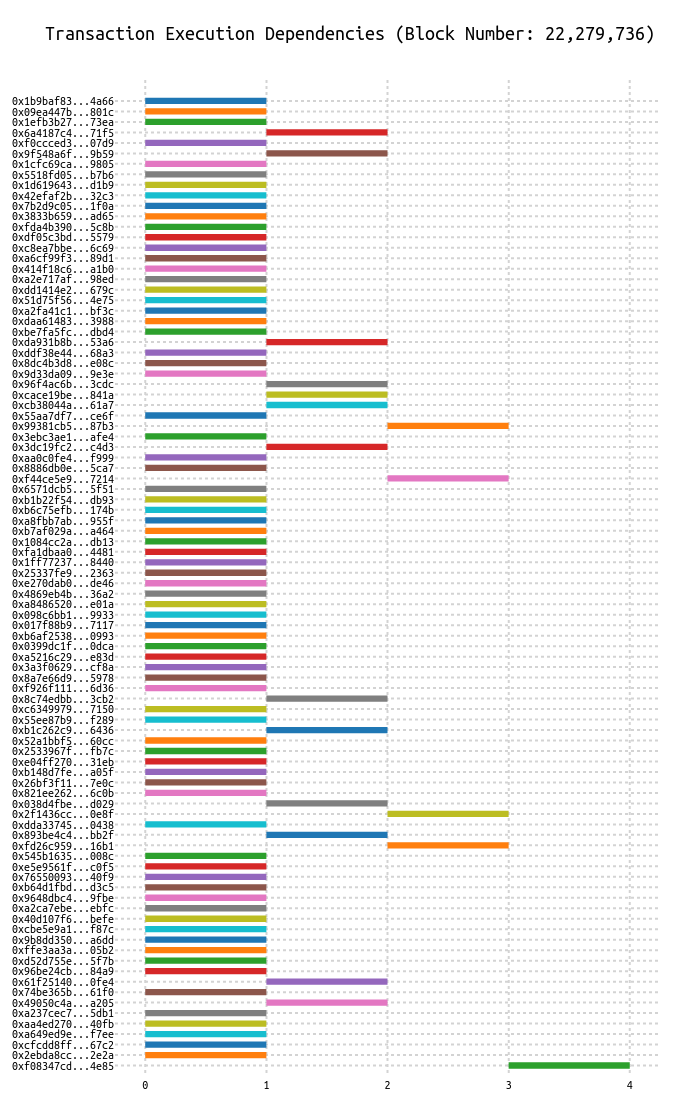 Transaction Execution Dependencies (Block Number: 22,279,736)
0x1b9baf83...4a66
0x09ea447b...801c
0x1efb3b27...73ea
0x6a4187c4...71f5
0xf0ccced3...07d9
0x9f548a6f...9b59
0x1cfc69ca...9805
0x5518fd05...b7b6
0x1d619643...d1b9
0x42efaf2b...32c3
0x7b2d9c05...1f0a
0x3833b659...ad65
0xfda4b390...5c8b
0xdf05c3bd...5579
0xc8ea7bbe...6c69
0xa6cf99f3...89d1
0x414f18c6...a1b0
0xa2e717af...98ed
0xdd1414e2...679c
0x51d75f56...4e75
0xa2fa41c1...bf3c
0xdaa61483...3988
0xbe7fa5fc...dbd4
0xda931b8b...53a6
0xddf38e44...68a3
0x8dc4b3d8...e08c
0x9d33da09...9e3e
0x96f4ac6b...3cdc
0xcace19be...841a
0xcb38044a...61a7
0x55aa7df7...ce6f
0x99381cb5...87b3
0x3ebc3ae1...afe4
0x3dc19fc2...c4d3
0xaa0c0fe4...f999
0x8886db0e...5ca7
0xf44ce5e9...7214
0x6571dcb5...5f51
0xb1b22f54...db93
0xb6c75efb...174b
0xa8fbb7ab...955f
0xb7af029a...a464
0x1084cc2a...db13
0xfa1dbaa0...4481
0x1ff77237...8440
0x25337fe9...2363
0xe270dab0...de46
0x4869eb4b...36a2
0xa8486520...e01a
0x098c6bb1...9933
0x017f88b9...7117
0xb6af2538...0993
0x0399dc1f...0dca
0xa5216c29...e83d
0x3a3f0629...cf8a
0x8a7e66d9...5978
0xf926f111...6d36
0x8c74edbb...3cb2
0xc6349979...7150
0x55ee87b9...f289
0xb1c262c9...6436
0x52a1bbf5...60cc
0x2533967f...fb7c
0xe04ff270...31eb
0xb148d7fe...a05f
0x26bf3f11...7e0c
0x821ee262...6c0b
0x038d4fbe...d029
0x2f1436cc...0e8f
0xdda33745...0438
0x893be4c4...bb2f
0xfd26c959...16b1
0x545b1635...008c
0xe5e9561f...c0f5
0x76550093...40f9
0xb64d1fbd...d3c5
0x9648dbc4...9fbe
0xa2ca7ebe...ebfc
0x40d107f6...befe
0xcbe5e9a1...f87c
0x9b8dd350...a6dd
0xffe3aa3a...05b2
0xd52d755e...5f7b
0x96be24cb...84a9
0x61f25140...0fe4
0x74be365b...61f0
0x49050c4a...a205
0xa237cec7...5db1
0xaa4ed270...40fb
0xa649ed9e...f7ee
0xcfcdd8ff...67c2
0x2ebda8cc...2e2a
0xf08347cd...4e85
0 1 2 3 4